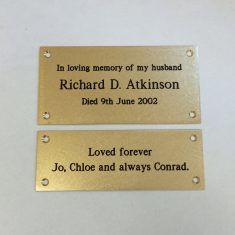 In loving memory of my husband
Richard D. Atkinson
Died 9th June 2002
Loved forever
Jo, Chloe and always Conrad.